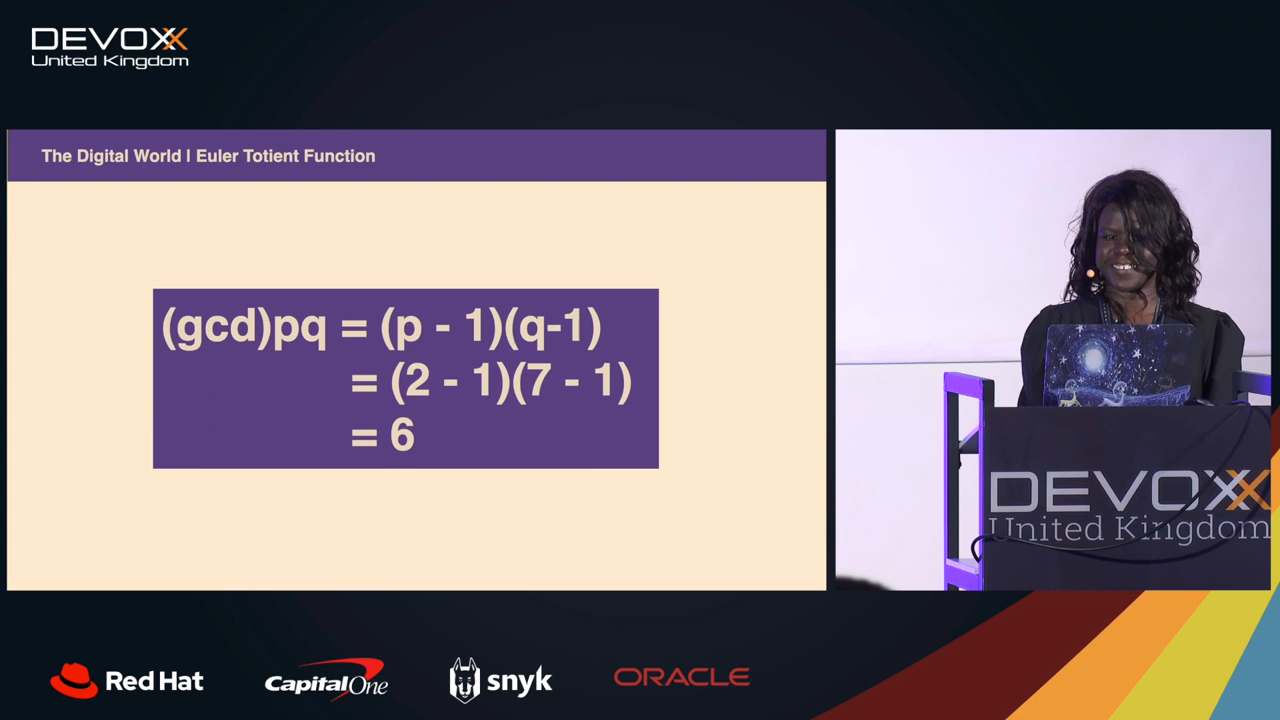 DEVOXX
United Kingdom
The Digital World | Euler Totient Function
(gcd)pq = (p - 1)(q-1)
= (2 - 1)(7 - 1)
= 6
DEVOXX
United Kingdom
Red Hat
Capital One
snyk
ORACLE